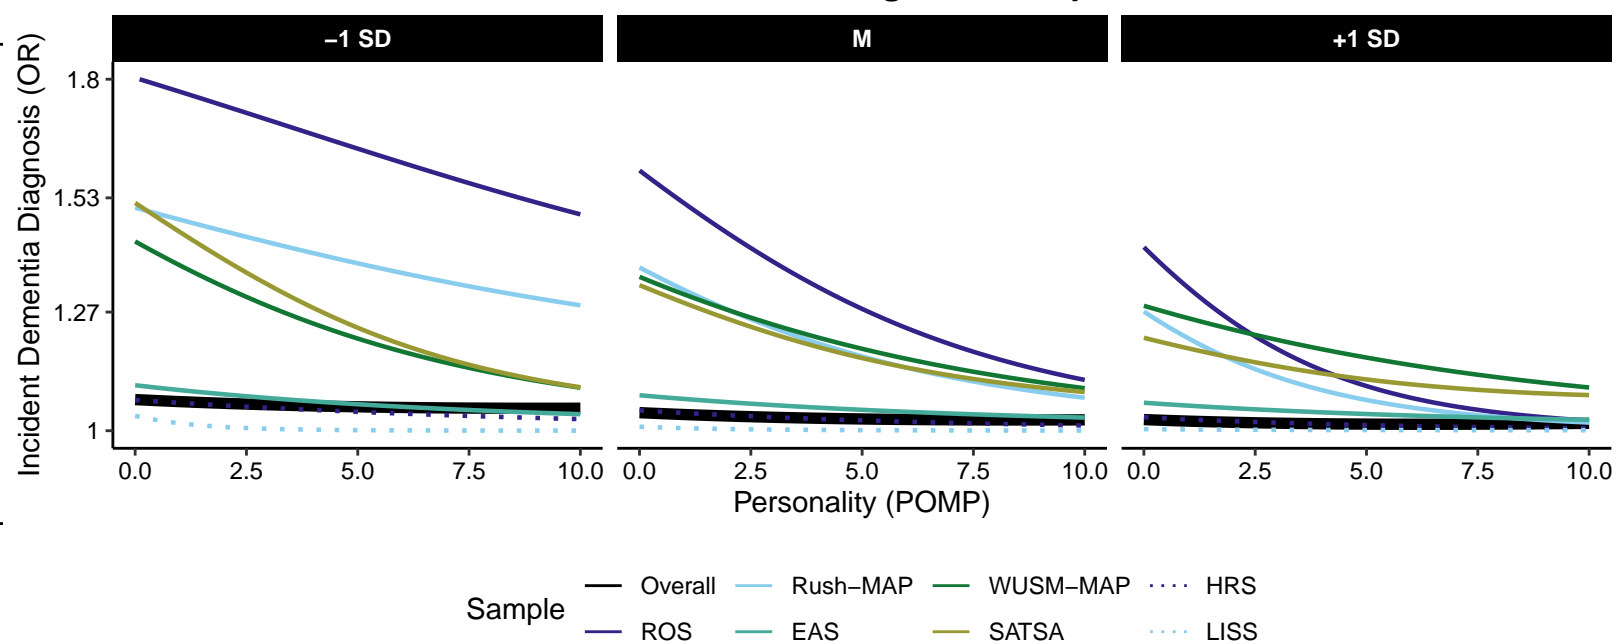 −1 SD M +1 SD
Incident Dementia Diagnosis (OR)
1.8
1.53
1.27
1
0.0 2.5 5.0 7.5 10.0 0.0 2.5 5.0 7.5 10.0 0.0 2.5 5.0 7.5 10.0
Personality (POMP)
Sample
Overall Rush−MAP WUSM−MAP HRS
ROS EAS SATSA LISS